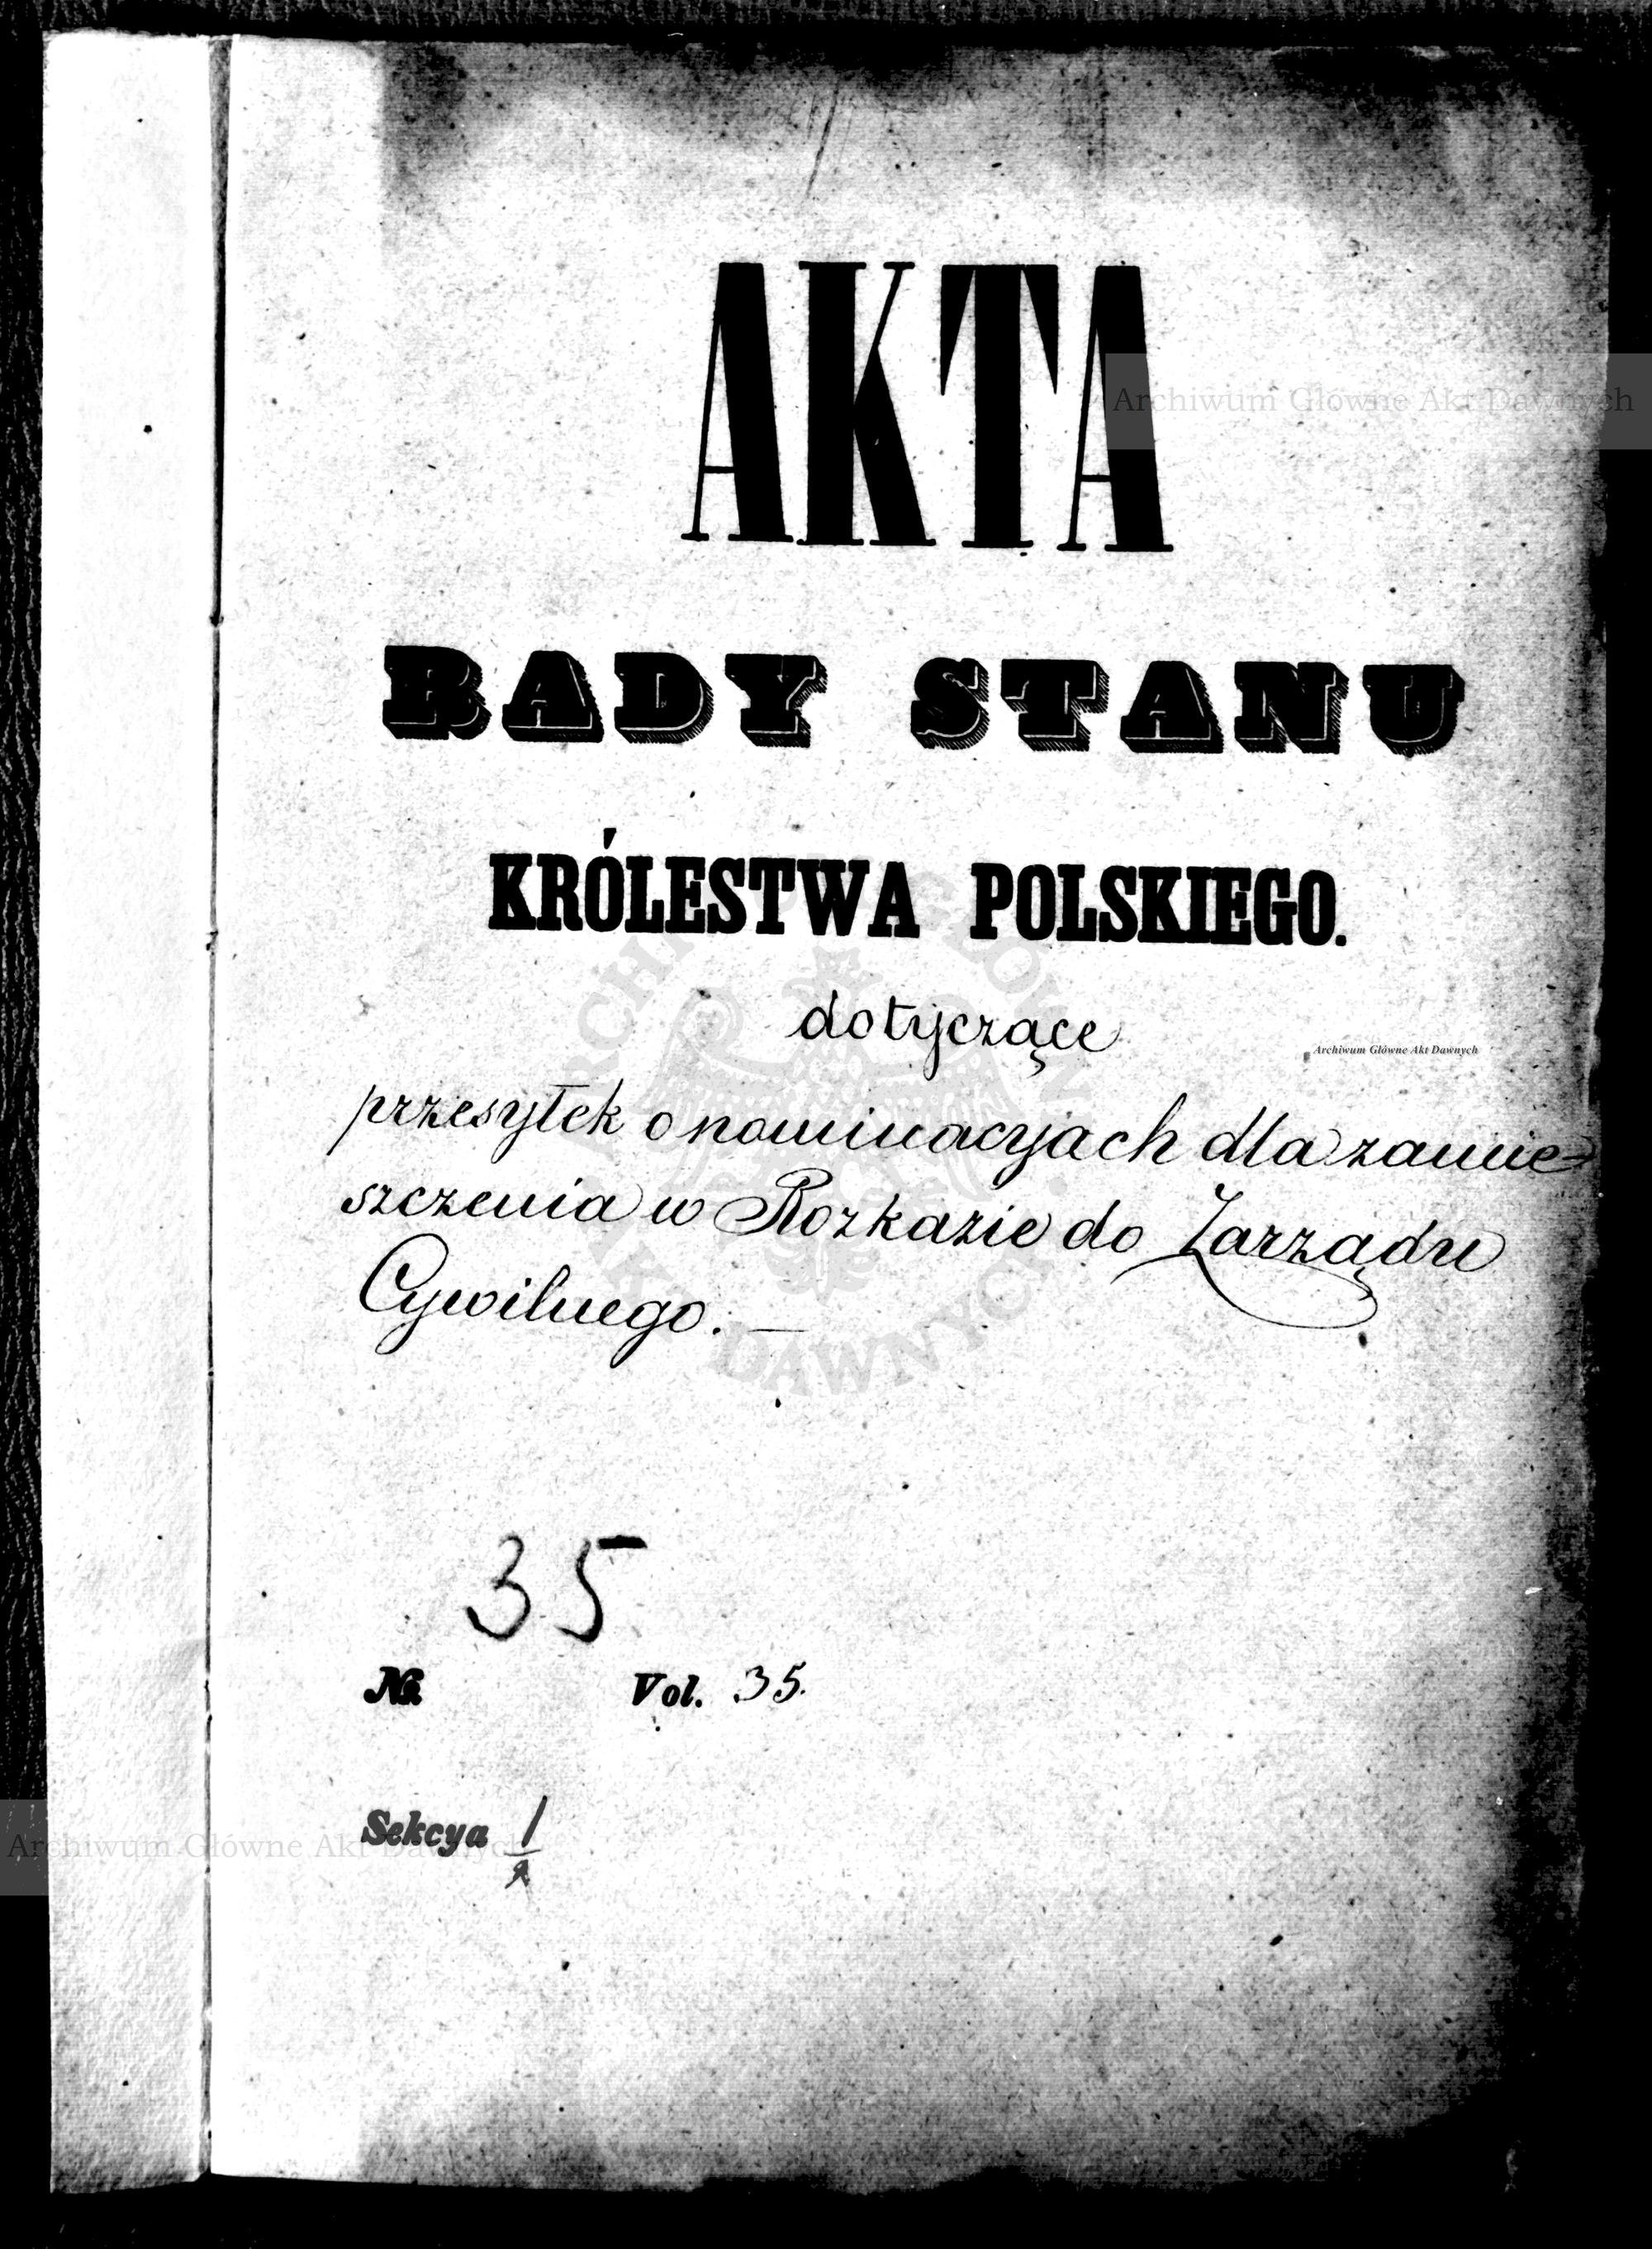 AKTA
RADY STANU
KRÓLESTWA POLSKIEGO.
dotyczące
przesyłek o nominacyach dla zamie-
szczenia w Rozkazie do Zarządu
Cywilnego. —
35
No. Vol. 35.
Sekcya 1
Archiwum Główne Akt Dawnych
Archiwum Główne Akt Dawnych
Archiwum Główne Akt Dawnych